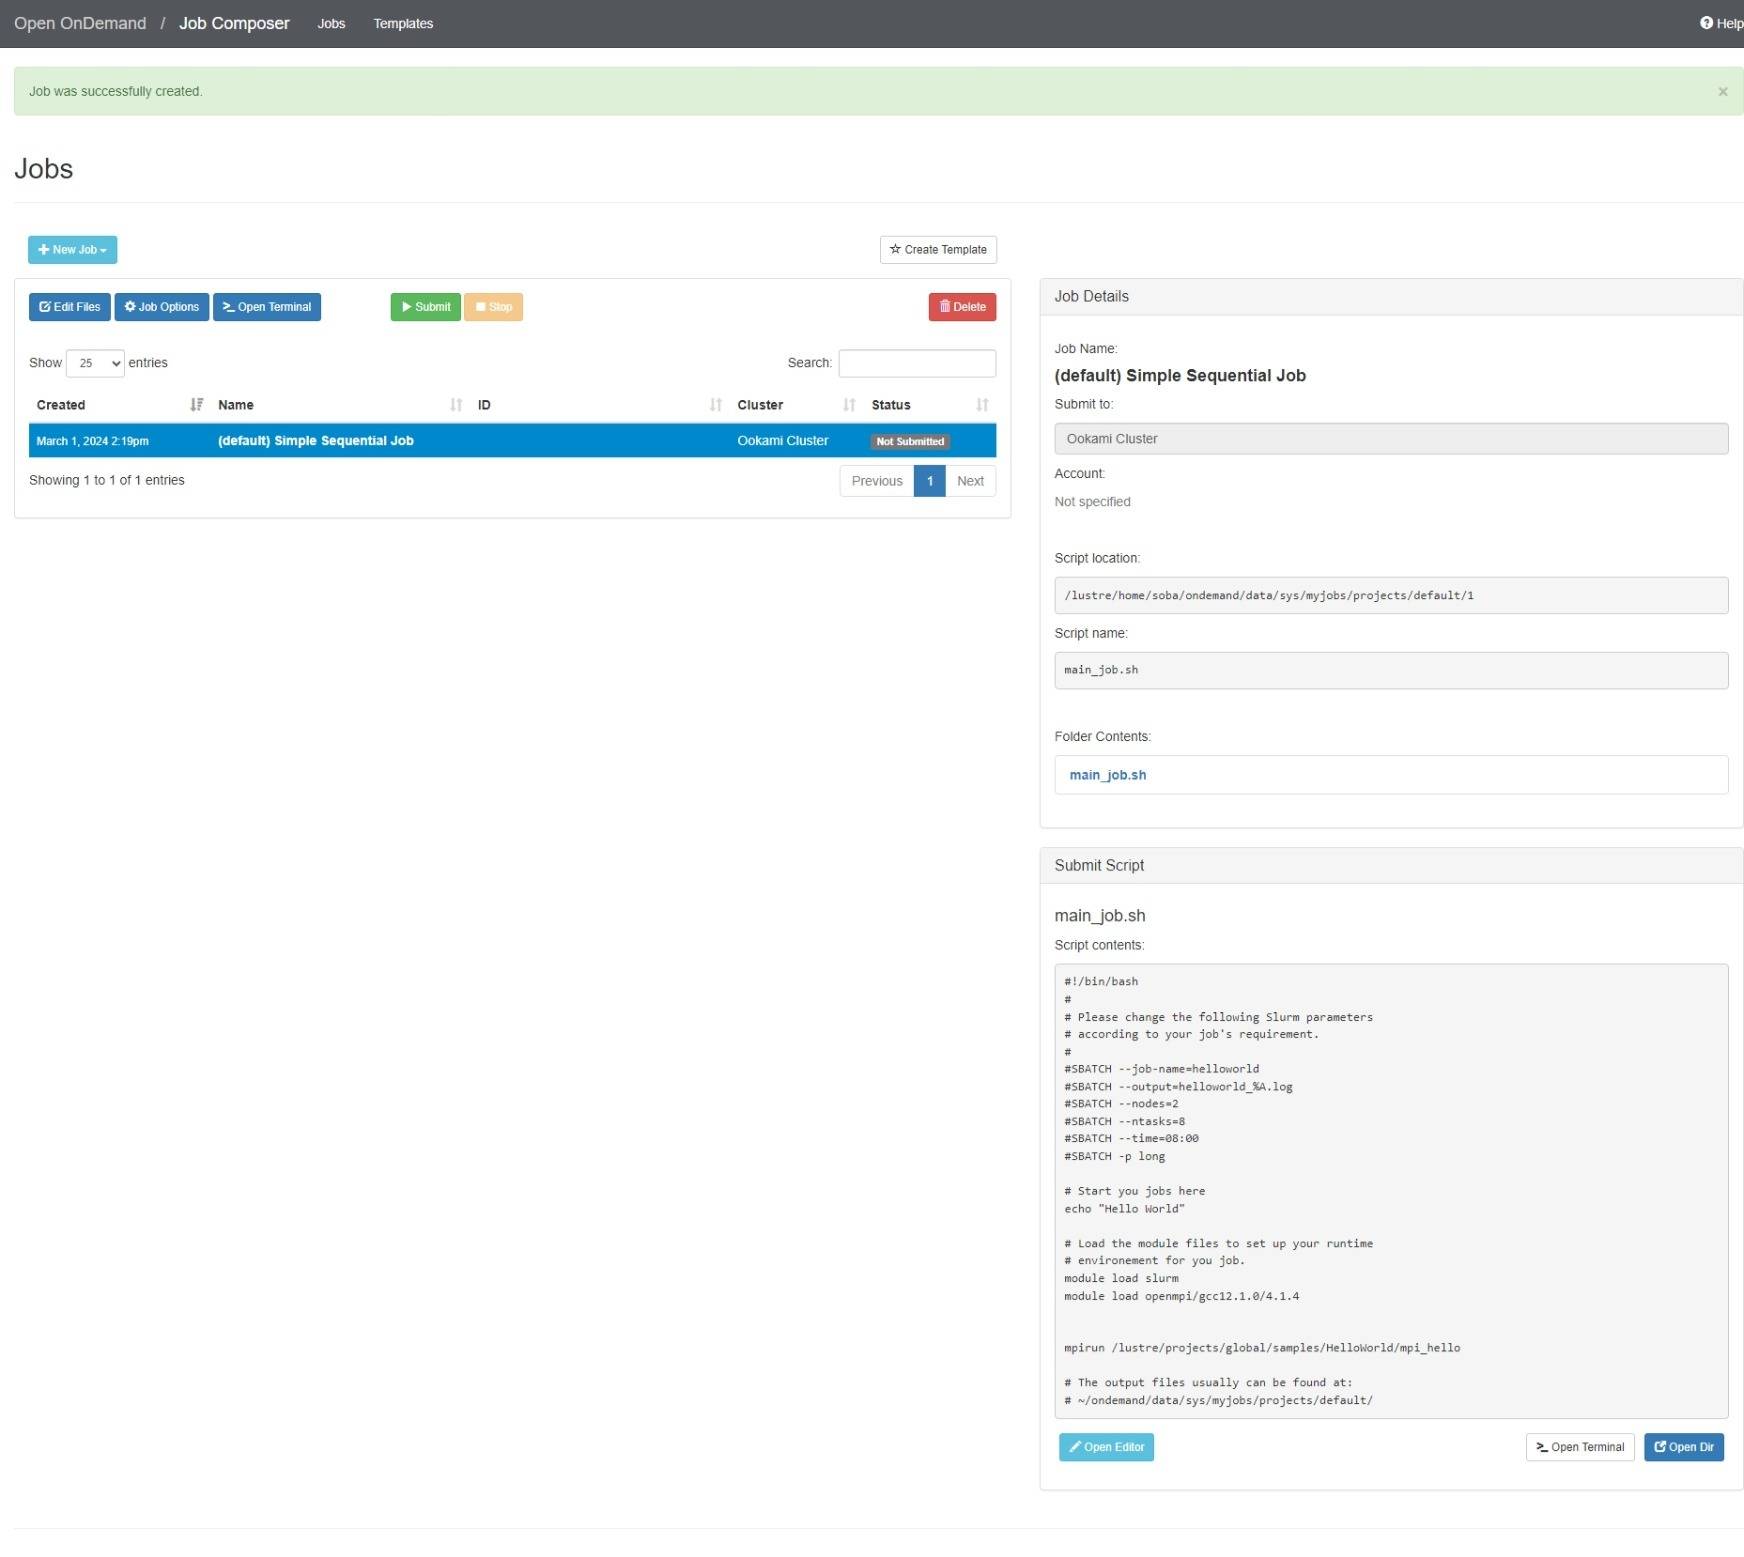 Open OnDemand / Job Composer Jobs Templates Help
Job was successfully created. ×
Jobs
New Job
Create Template
Edit Files Job Options Open Terminal Submit Stop Delete
Show 25 entries Search:
Created Name ID Cluster Status
March 1, 2024 2:19pm (default) Simple Sequential Job Ookami Cluster Not Submitted
Showing 1 to 1 of 1 entries Previous 1 Next
Job Details
Job Name:
(default) Simple Sequential Job
Submit to:
Ookami Cluster
Account:
Not specified
Script location:
/lustre/home/soba/ondemand/data/sys/myjobs/projects/default/1
Script name:
main_job.sh
Folder Contents:
main_job.sh
Submit Script
main_job.sh
Script contents:
#!/bin/bash
#
# Please change the following Slurm parameters
# according to your job's requirement.
#
#SBATCH --job-name=helloworld
#SBATCH --output=helloworld_%A.log
#SBATCH --nodes=2
#SBATCH --ntasks=8
#SBATCH --time=08:00
#SBATCH -p long
# Start you jobs here
echo "Hello World"
# Load the module files to set up your runtime
# environement for you job.
module load slurm
module load openmpi/gcc12.1.0/4.1.4
mpirun /lustre/projects/global/samples/HelloWorld/mpi_hello
# The output files usually can be found at:
# ~/ondemand/data/sys/myjobs/projects/default/
Open Editor Open Terminal Open Dir